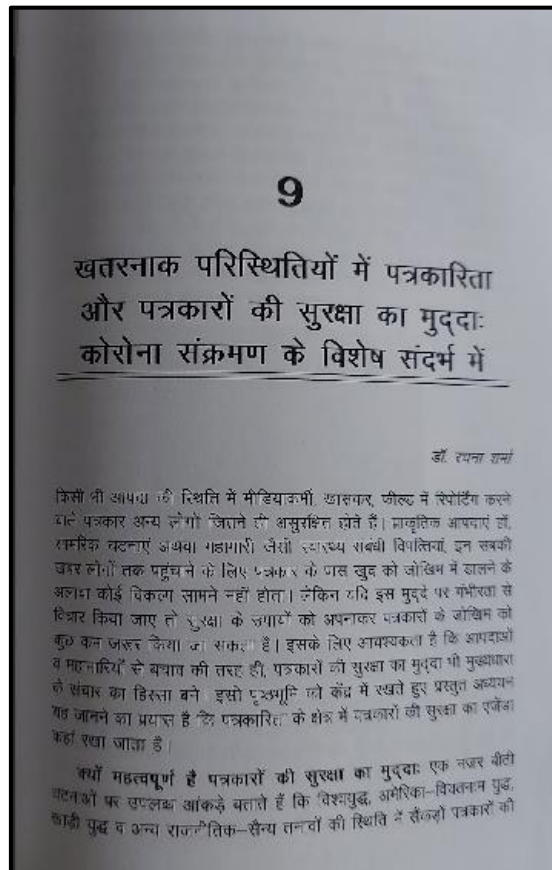 9
खतरनाक परिस्थितियों में पत्रकारिता
और पत्रकारों की सुरक्षा का मुद्दाः
कोरोना संक्रमण के विशेष संदर्भ में
डॉ. रचना शर्मा
किसी भी आपदा की स्थिति में मीडियाकर्मी, खासकर, फील्ड में रिपोर्टिंग करने
वाले पत्रकार अन्य लोगों जितने ही असुरक्षित होते हैं। प्राकृतिक आपदाएं हों,
सामरिक घटनाएं अथवा महामारी जैसी स्वास्थ्य संबंधी विपत्तियां, इन सबकी
खबर लोगों तक पहुंचाने के लिए पत्रकार के पास खुद को जोखिम में डालने के
अलावा कोई विकल्प सामने नहीं होता। लेकिन यदि इस मुद्दे पर गंभीरता से
विचार किया जाए तो सुरक्षा के उपायों को अपनाकर पत्रकारों के जोखिम को
कुछ कम जरूर किया जा सकता है। इसके लिए आवश्यकता है कि आपदाओं
व महामारियों से बचाव की तरह ही, पत्रकारों की सुरक्षा का मुद्दा भी मुख्यधारा
के संचार का हिस्सा बने। इसी पृष्ठभूमि को केंद्र में रखते हुए प्रस्तुत अध्ययन
यह जानने का प्रयास है कि पत्रकारिता के क्षेत्र में पत्रकारों की सुरक्षा का एजेंडा
कहां रखा जाता है।
क्यों महत्वपूर्ण है पत्रकारों की सुरक्षा का मुद्दाः एक नजर बीती
घटनाओं पर उपलब्ध आंकड़े बताते हैं कि विश्वयुद्ध, अमेरिका-वियतनाम युद्ध,
खाड़ी युद्ध व अन्य राजनीतिक-सैन्य तनावों की स्थिति में सैकड़ों पत्रकारों की